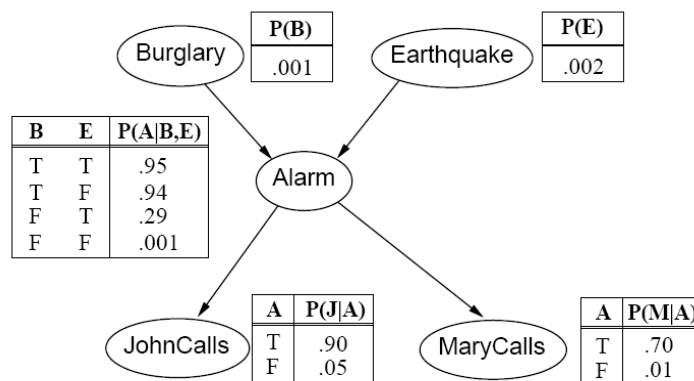 Burglary
P(B)
.001
Earthquake
P(E)
.002
B E P(A|B,E)
T T .95
T F .94
F T .29
F F .001
Alarm
JohnCalls
A P(J|A)
T .90
F .05
MaryCalls
A P(M|A)
T .70
F .01